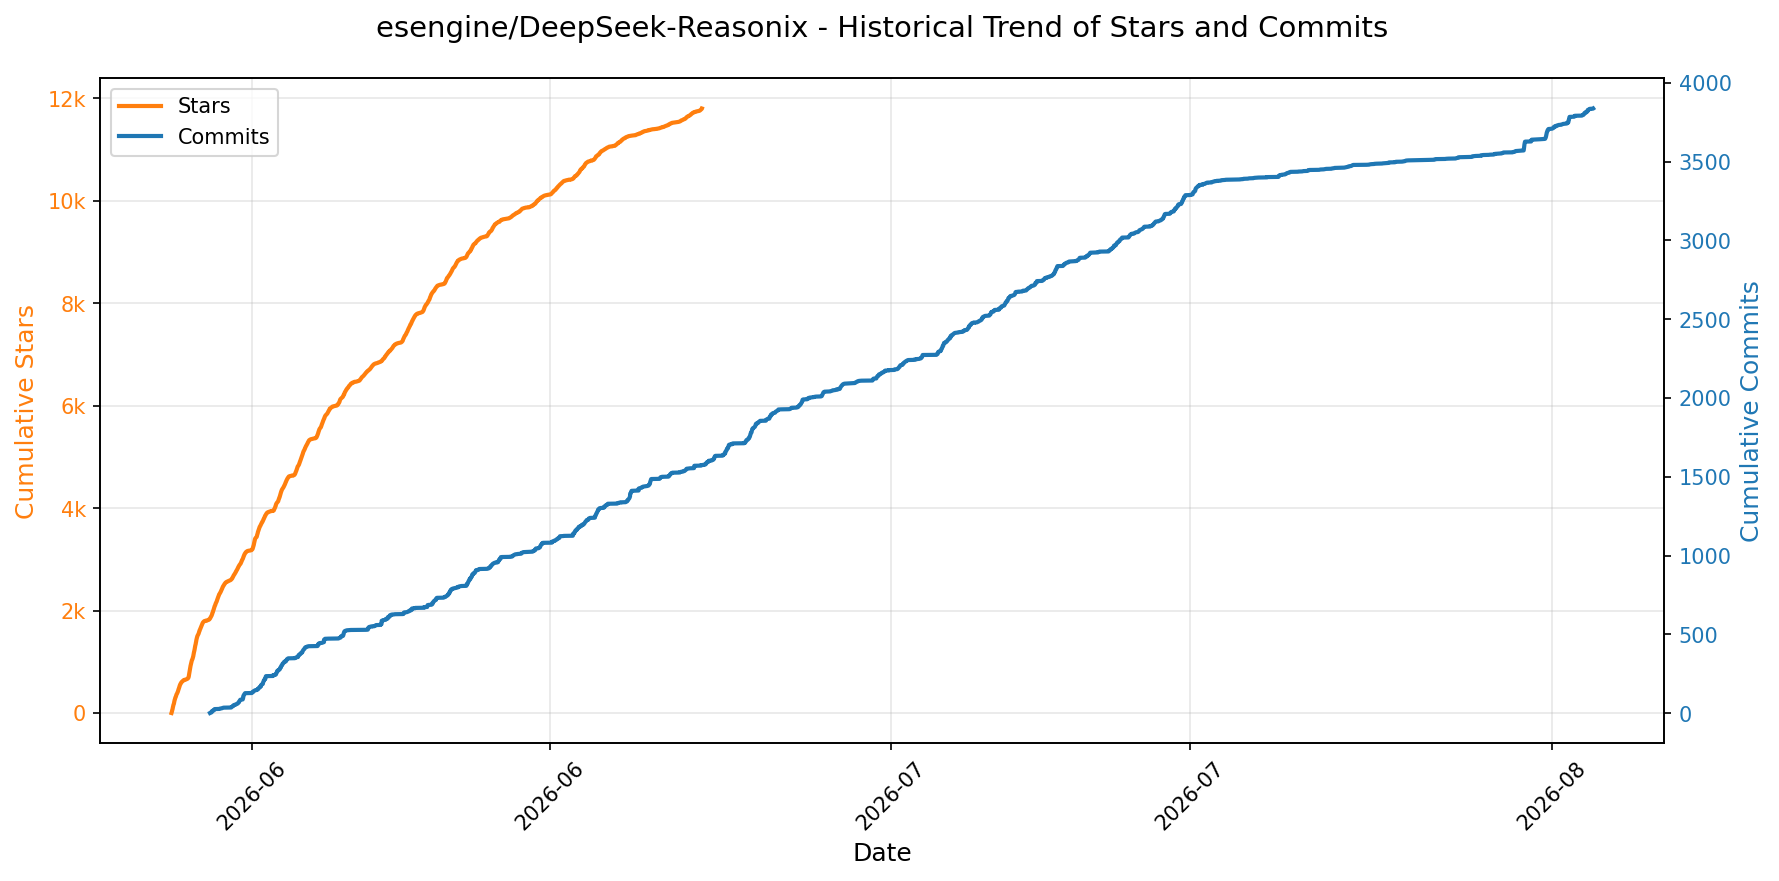 esengine/DeepSeek-Reasonix - Historical Trend of Stars and Commits
Stars
Commits
12k
10k
8k
6k
4k
2k
0
Cumulative Stars
4000
3500
3000
2500
2000
1500
1000
500
0
Cumulative Commits
2026-06
2026-06
2026-07
2026-07
2026-08
Date